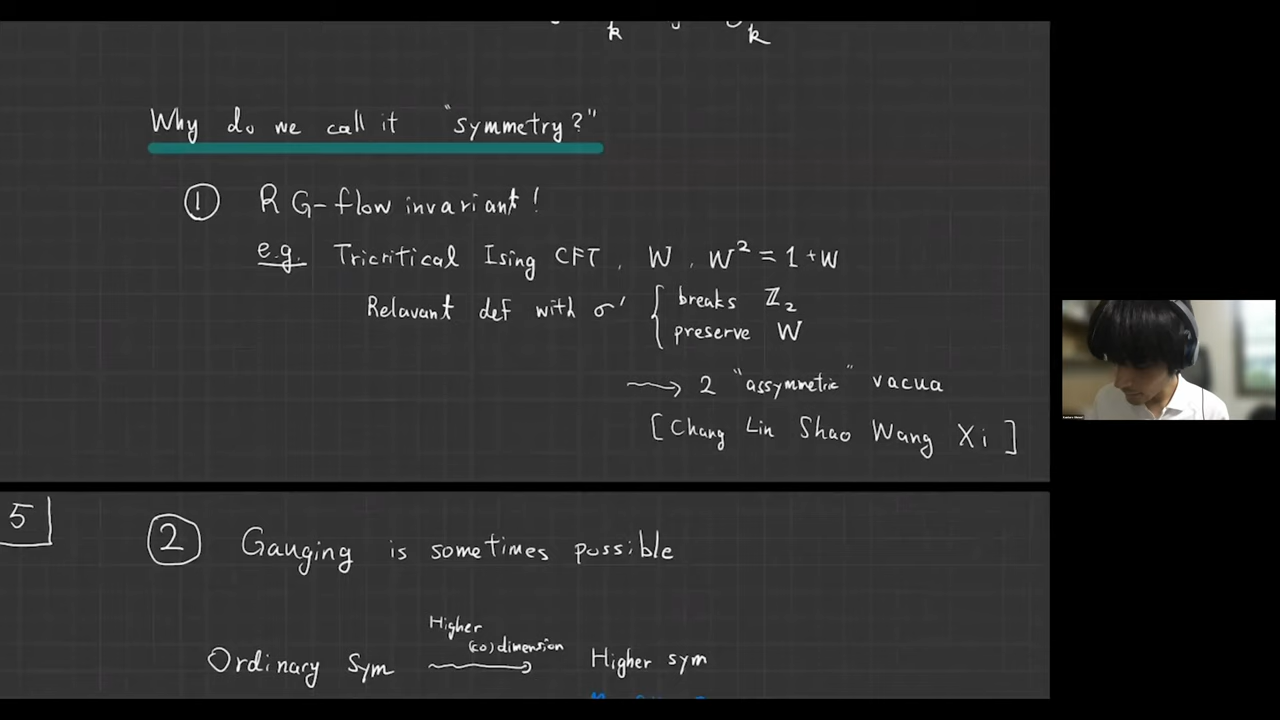 k k
Why do we call it "symmetry?"
① RG-flow invariant!
e.g. Tricritical Ising CFT, W, W² = 1 + W
Relavant def with σ' { breaks ℤ₂
preserve W
⟶ 2 "assymetric" vacua
[Chang Lin Shao Wang Xi]
5
② Gauging is sometimes possible
Higher
(co)dimension
Ordinary Sym ⟶ Higher sym